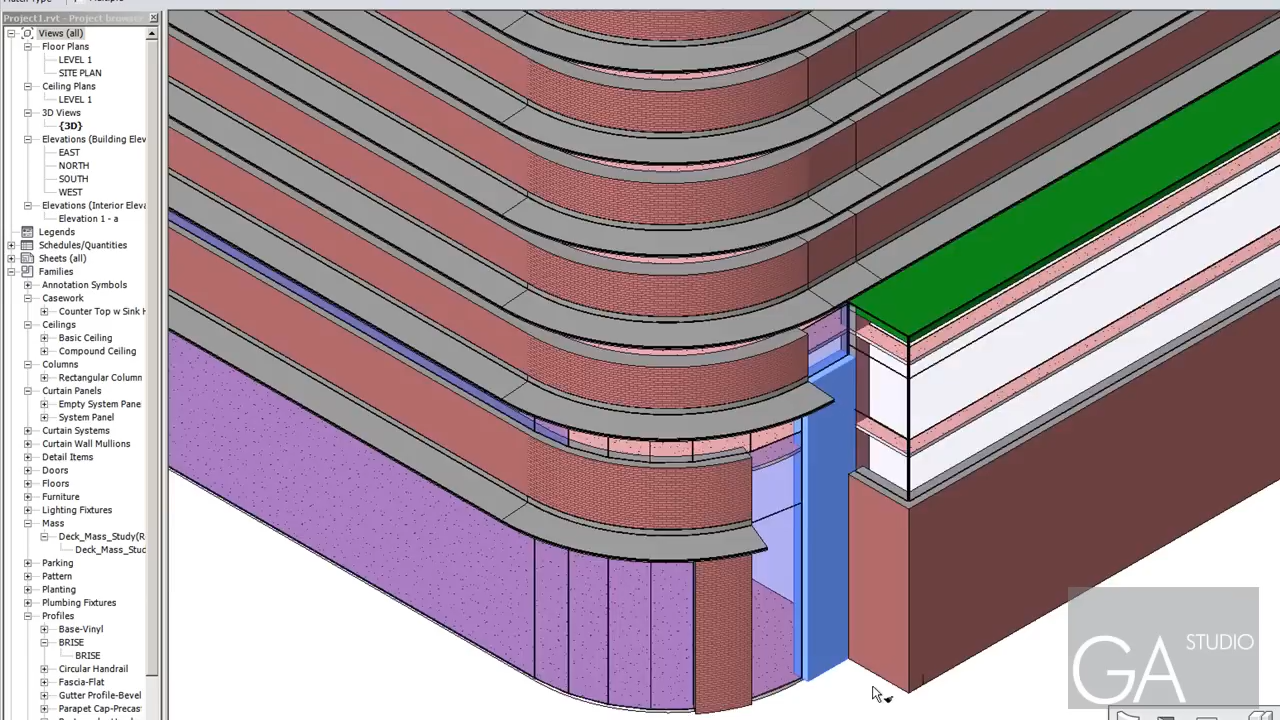 Project1.rvt - Project brows
Views (all)
Floor Plans
LEVEL 1
SITE PLAN
Ceiling Plans
LEVEL 1
3D Views
{3D}
Elevations (Building Elev
EAST
NORTH
SOUTH
WEST
Elevations (Interior Eleva
Elevation 1 - a
Legends
Schedules/Quantities
Sheets (all)
Families
Annotation Symbols
Casework
Counter Top w Sink H
Ceilings
Basic Ceiling
Compound Ceiling
Columns
Rectangular Column
Curtain Panels
Empty System Pane
System Panel
Curtain Systems
Curtain Wall Mullions
Detail Items
Doors
Floors
Furniture
Lighting Fixtures
Mass
Deck_Mass_Study(R
Deck_Mass_Stuc
Parking
Pattern
Planting
Plumbing Fixtures
Profiles
Base-Vinyl
BRISE
BRISE
Circular Handrail
Fascia-Flat
Gutter Profile-Bevel
Parapet Cap-Precas
GA STUDIO